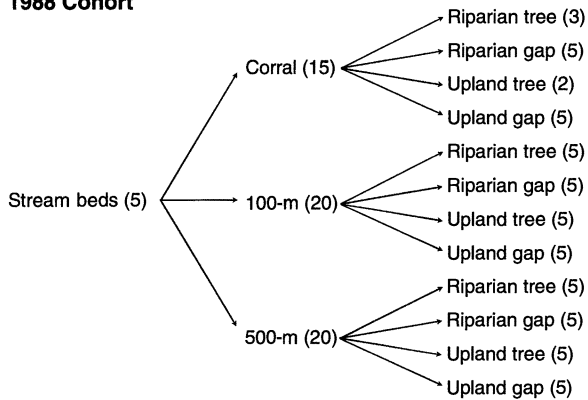 1988 Cohort
Riparian tree (3)
Riparian gap (5)
Corral (15)
Upland tree (2)
Upland gap (5)
Riparian tree (5)
Riparian gap (5)
Stream beds (5)
100-m (20)
Upland tree (5)
Upland gap (5)
Riparian tree (5)
Riparian gap (5)
500-m (20)
Upland tree (5)
Upland gap (5)